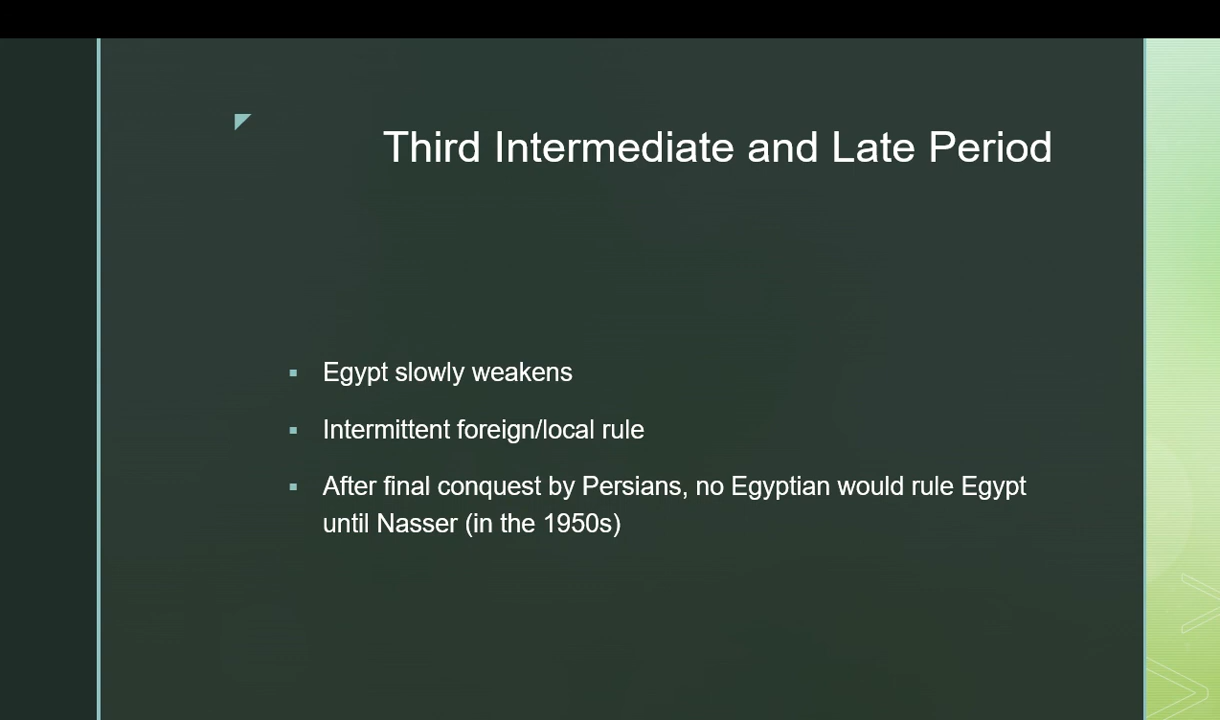 Third Intermediate and Late Period
Egypt slowly weakens
Intermittent foreign/local rule
After final conquest by Persians, no Egyptian would rule Egypt
until Nasser (in the 1950s)